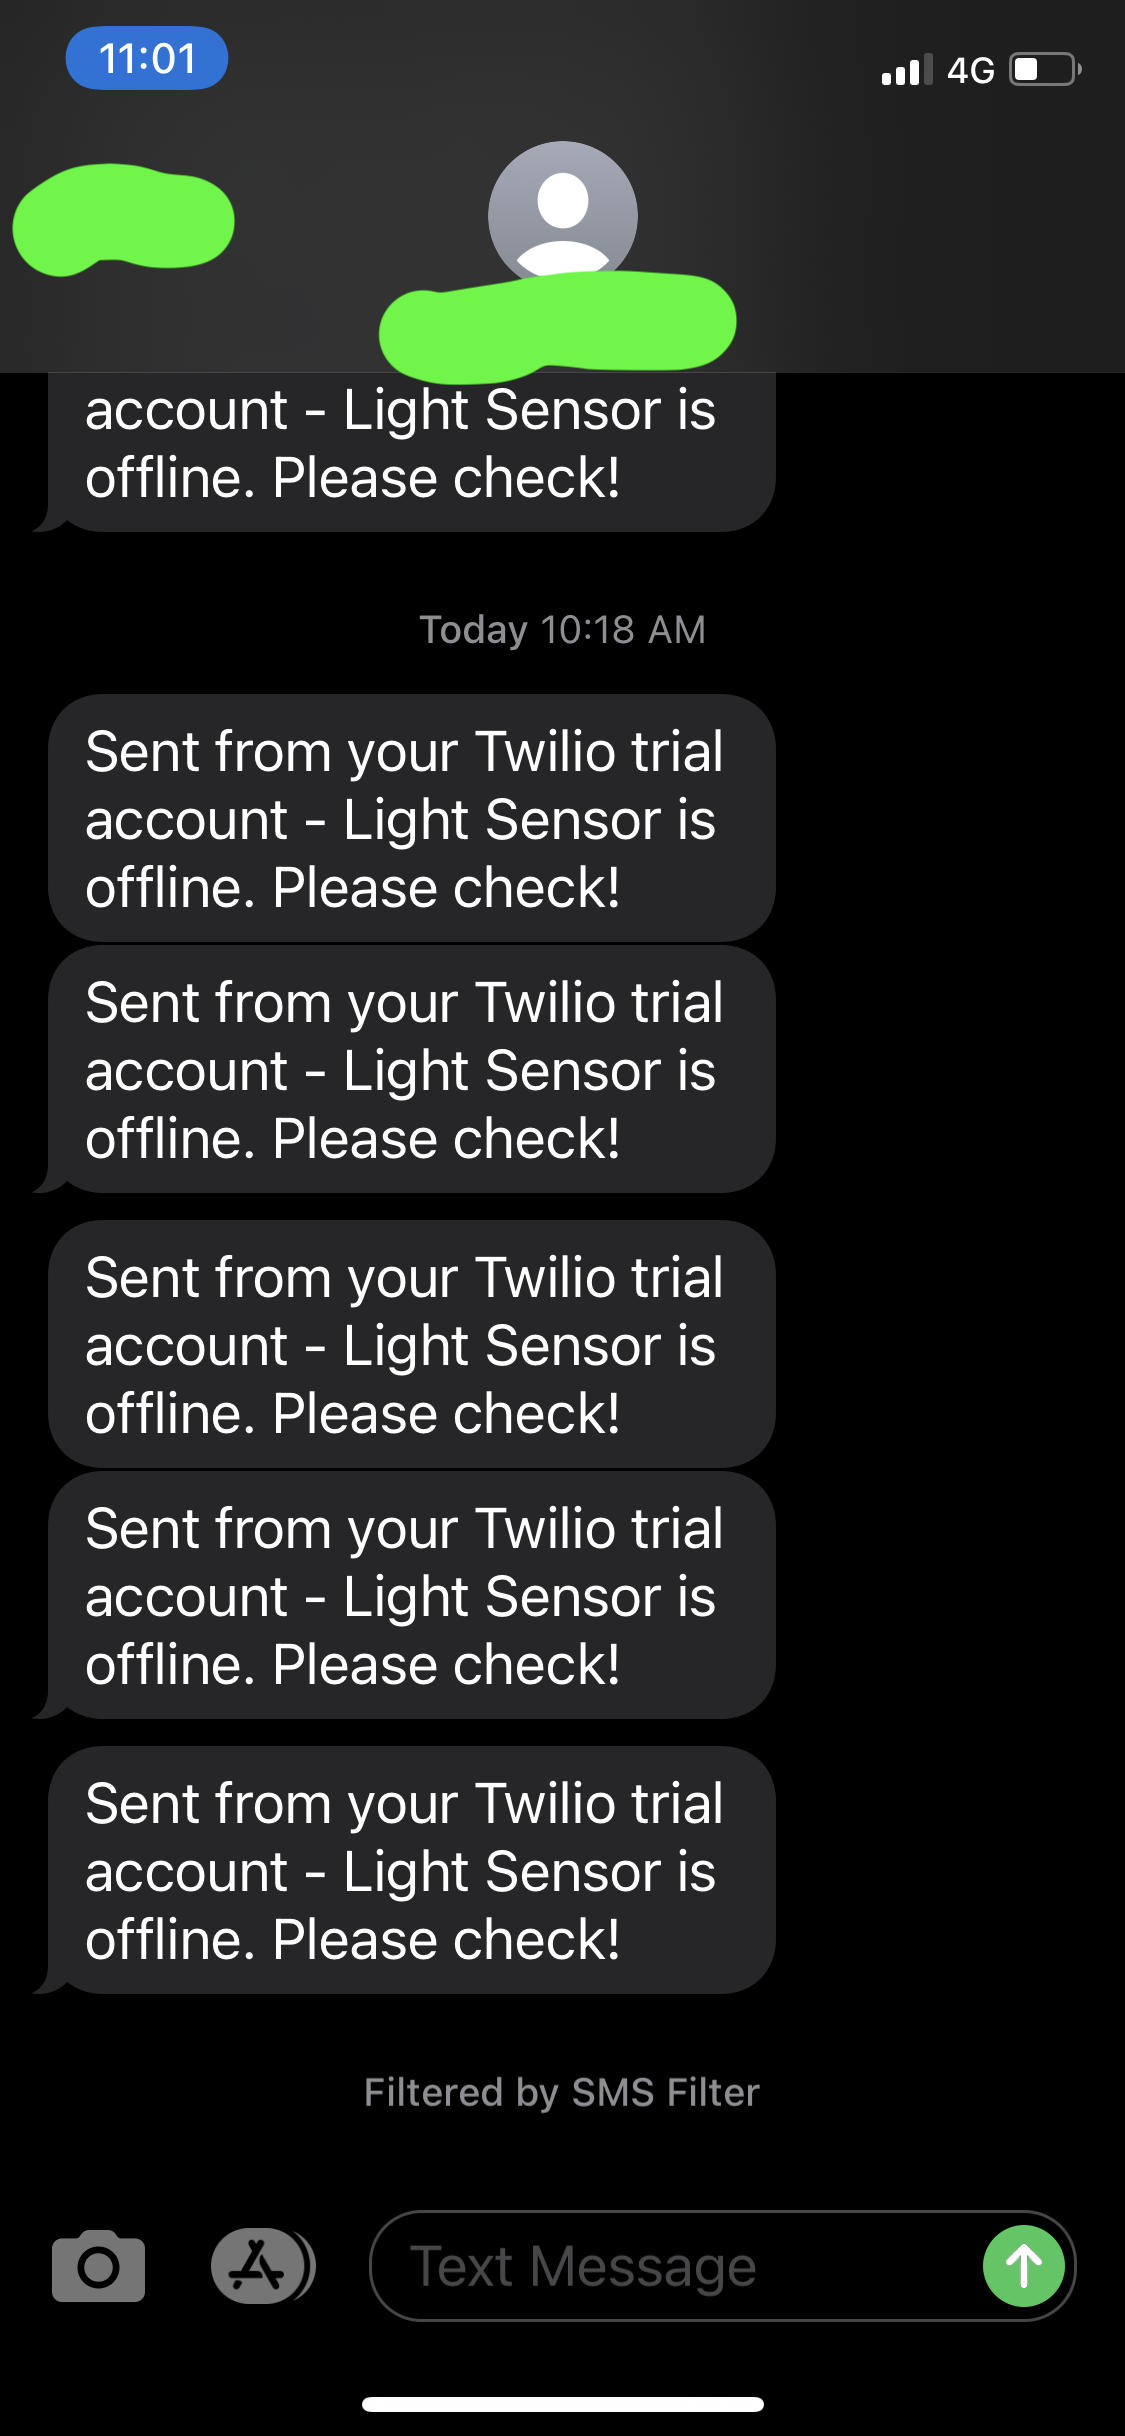 11:01
4G
account - Light Sensor is
offline. Please check!
Today 10:18 AM
Sent from your Twilio trial
account - Light Sensor is
offline. Please check!
Sent from your Twilio trial
account - Light Sensor is
offline. Please check!
Sent from your Twilio trial
account - Light Sensor is
offline. Please check!
Sent from your Twilio trial
account - Light Sensor is
offline. Please check!
Sent from your Twilio trial
account - Light Sensor is
offline. Please check!
Filtered by SMS Filter
Text Message